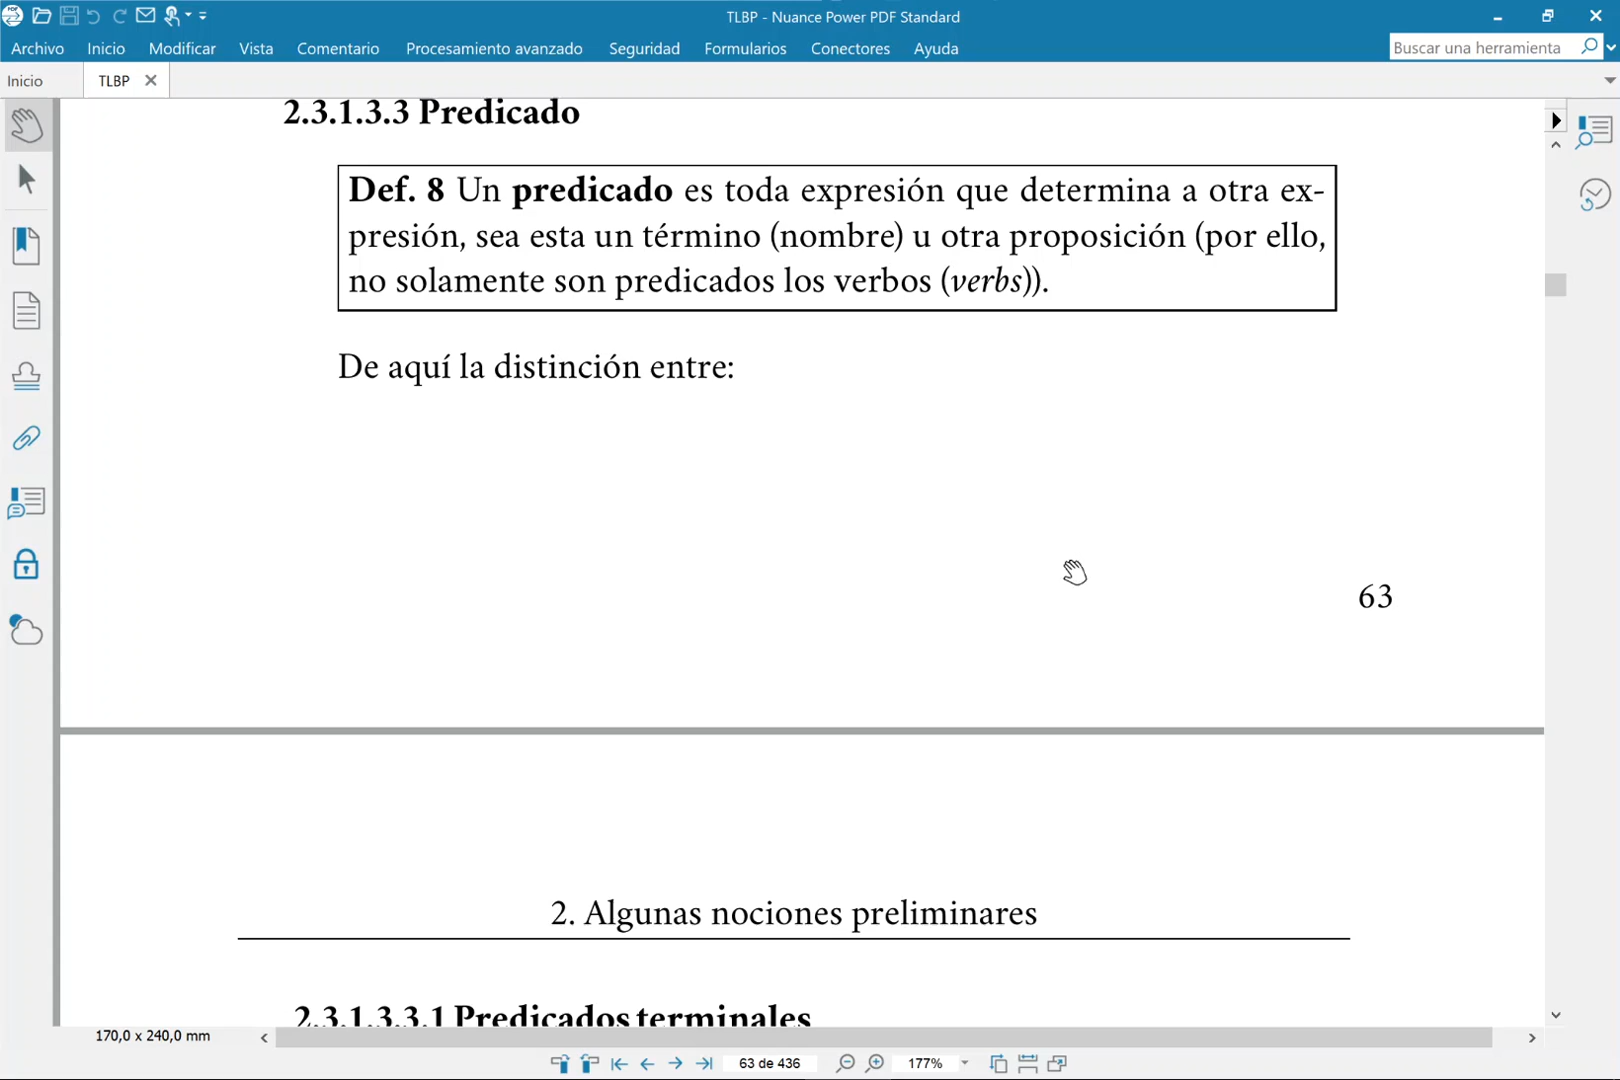 TLBP - Nuance Power PDF Standard
Archivo Inicio Modificar Vista Comentario Procesamiento avanzado Seguridad Formularios Conectores Ayuda
Buscar una herramienta
Inicio TLBP
2.3.1.3.3 Predicado
Def. 8 Un predicado es toda expresión que determina a otra ex-
presión, sea esta un término (nombre) u otra proposición (por ello,
no solamente son predicados los verbos (verbs)).
De aquí la distinción entre:
63
2. Algunas nociones preliminares
2.3.1.3.3.1 Predicados terminales
170,0 x 240,0 mm
63 de 436
177%